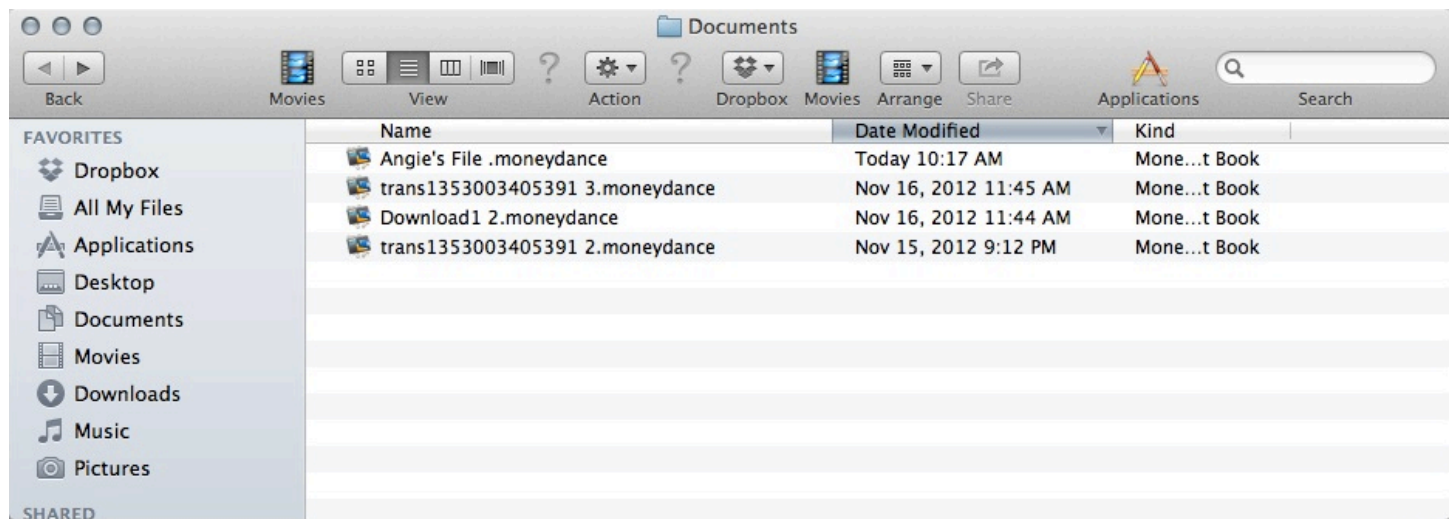 Documents
Back Movies View ? Action ? Dropbox Movies Arrange Share Applications Search
FAVORITES
Dropbox
All My Files
Applications
Desktop
Documents
Movies
Downloads
Music
Pictures
SHARED
Name Date Modified Kind
Angie's File .moneydance Today 10:17 AM Mone...t Book
trans1353003405391 3.moneydance Nov 16, 2012 11:45 AM Mone...t Book
Download1 2.moneydance Nov 16, 2012 11:44 AM Mone...t Book
trans1353003405391 2.moneydance Nov 15, 2012 9:12 PM Mone...t Book